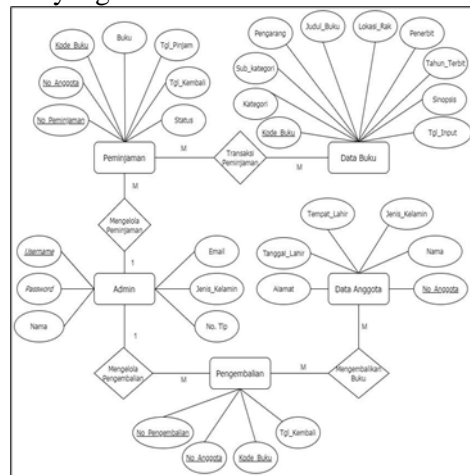 Buku
Judul_Buku
Lokasi_Rak
Kode_Buku
Tgl_Pinjam
Pengarang
Penerbit
No_Anggota
Tgl_Kembali
Sub_kategori
Tahun_Terbit
No_Peminjaman
Status
Kategori
Sinopsis
Kode_Buku
Tgl_Input
Peminjaman
M
Transaksi
Peminjaman
M
Data Buku
M
Mengelola
Peminjaman
Tempat_Lahir
Jenis_Kelamin
Username
1
Email
Tanggal_Lahir
Nama
Password
Admin
Jenis_Kelamin
Alamat
Data Anggota
No_Anggota
Nama
No. Tlp
1
M
Mengelola
Pengembalian
M
Pengembalian
M
Mengembalikan
Buku
No_Pengembalian
Tgl_Kembali
No_Anggota
Kode_Buku